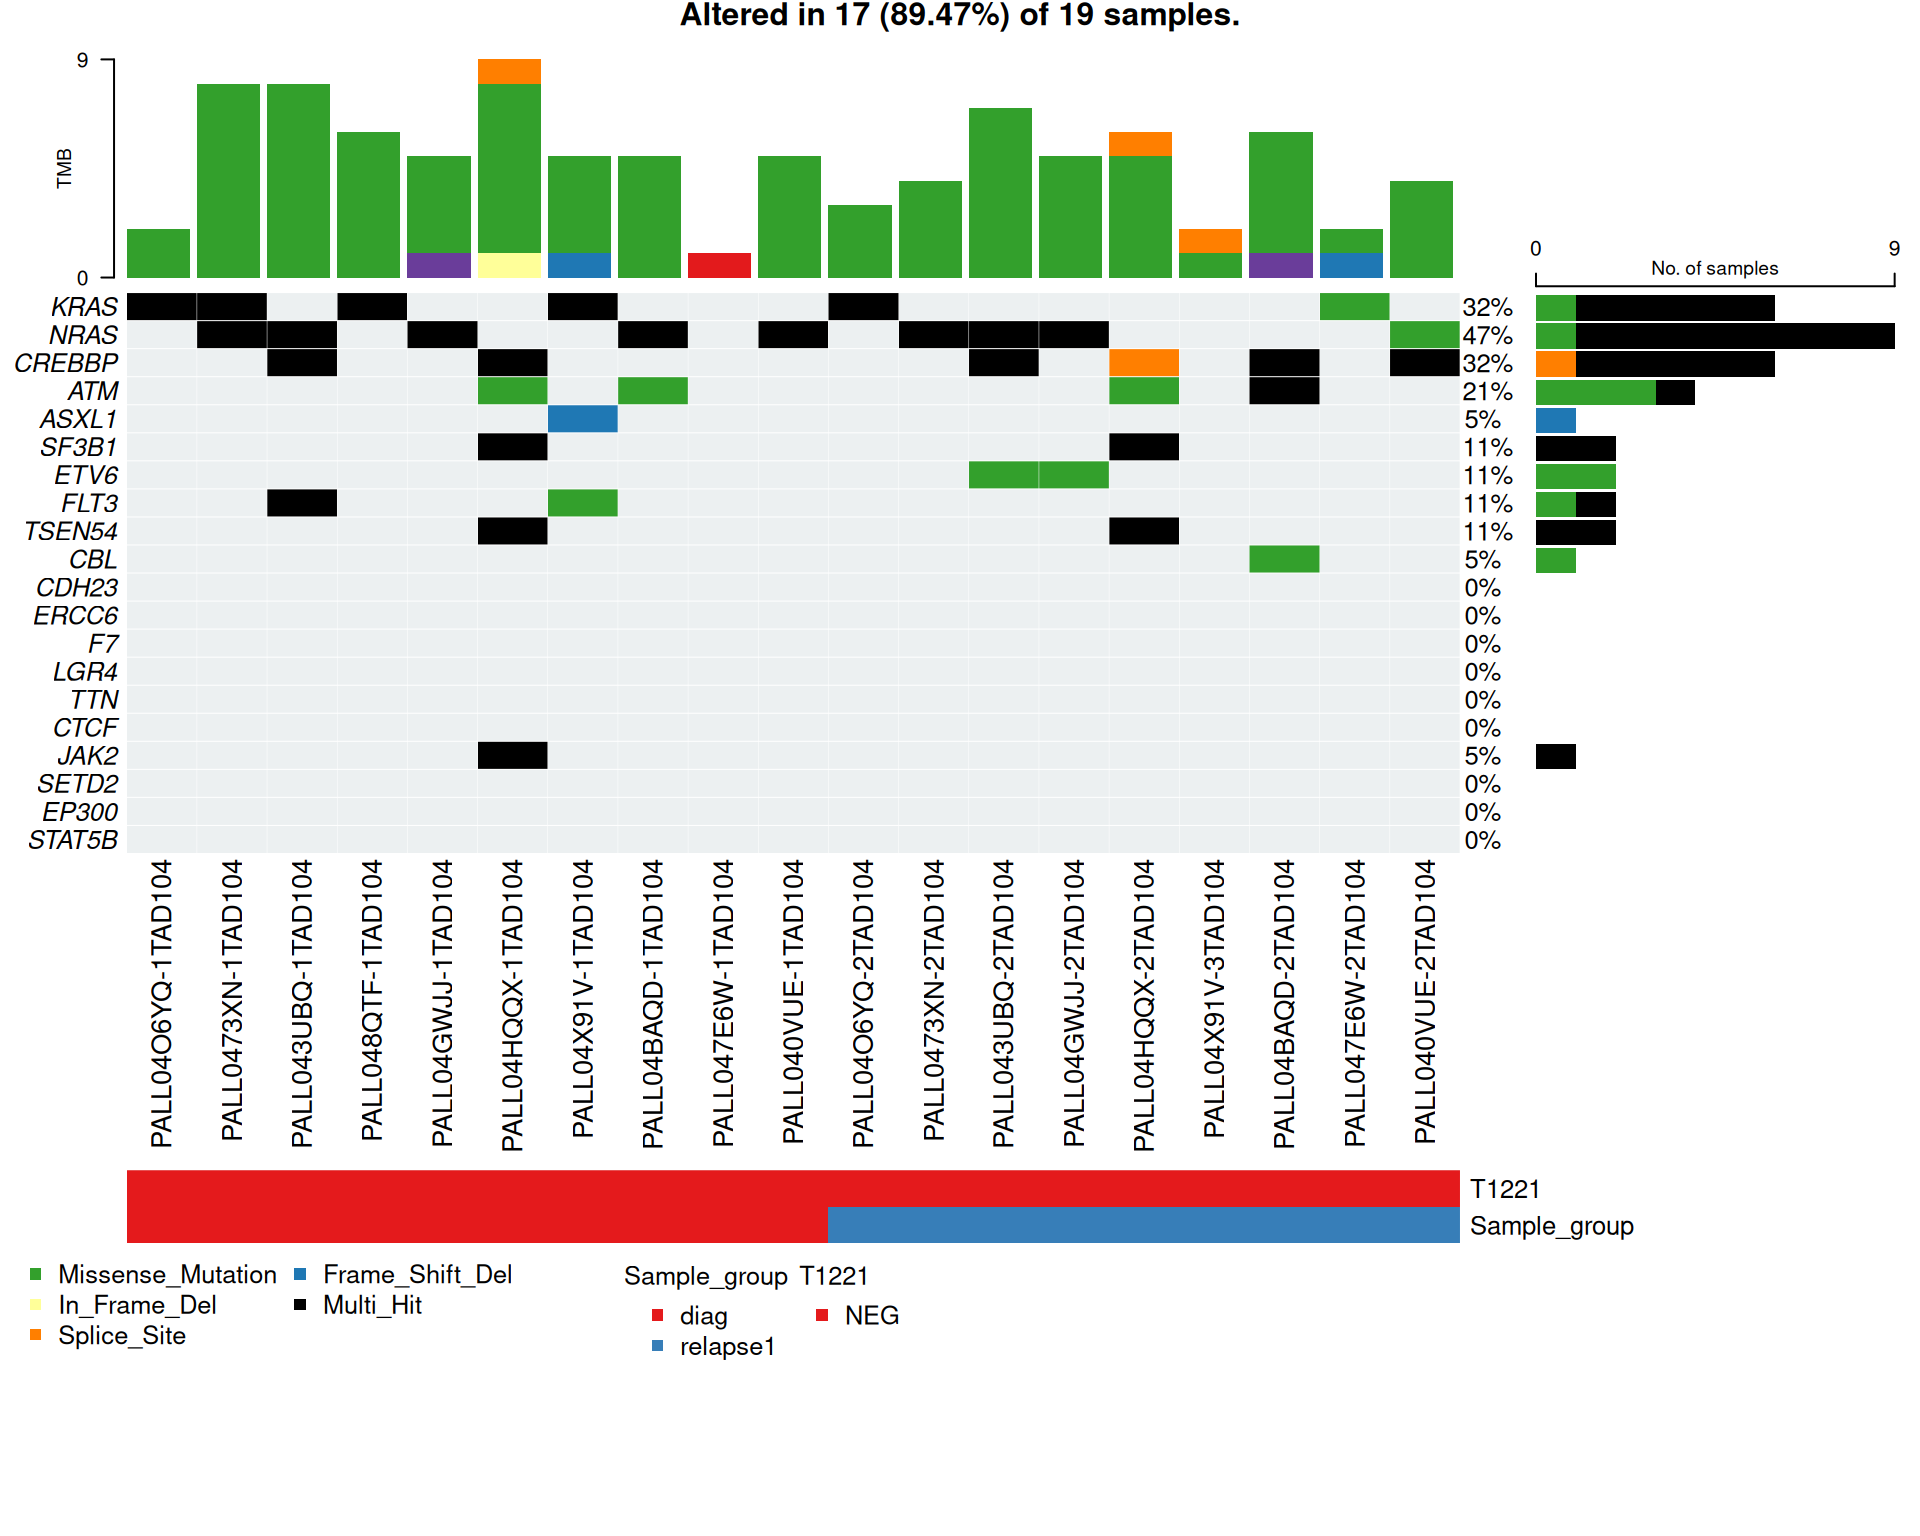 Altered in 17 (89.47%) of 19 samples.
9
TMB
0
0 9
No. of samples
KRAS 32%
NRAS 47%
CREBBP 32%
ATM 21%
ASXL1 5%
SF3B1 11%
ETV6 11%
FLT3 11%
TSEN54 11%
CBL 5%
CDH23 0%
ERCC6 0%
F7 0%
LGR4 0%
TTN 0%
CTCF 0%
JAK2 5%
SETD2 0%
EP300 0%
STAT5B 0%
PALL04O6YQ-1TAD104
PALL0473XN-1TAD104
PALL043UBQ-1TAD104
PALL048QTF-1TAD104
PALL04GWJJ-1TAD104
PALL04HQQX-1TAD104
PALL04X91V-1TAD104
PALL04BAQD-1TAD104
PALL047E6W-1TAD104
PALL040VUE-1TAD104
PALL04O6YQ-2TAD104
PALL0473XN-2TAD104
PALL043UBQ-2TAD104
PALL04GWJJ-2TAD104
PALL04HQQX-2TAD104
PALL04X91V-3TAD104
PALL04BAQD-2TAD104
PALL047E6W-2TAD104
PALL040VUE-2TAD104
T1221
Sample_group
Missense_Mutation Frame_Shift_Del
In_Frame_Del Multi_Hit
Splice_Site
Sample_group T1221
diag NEG
relapse1